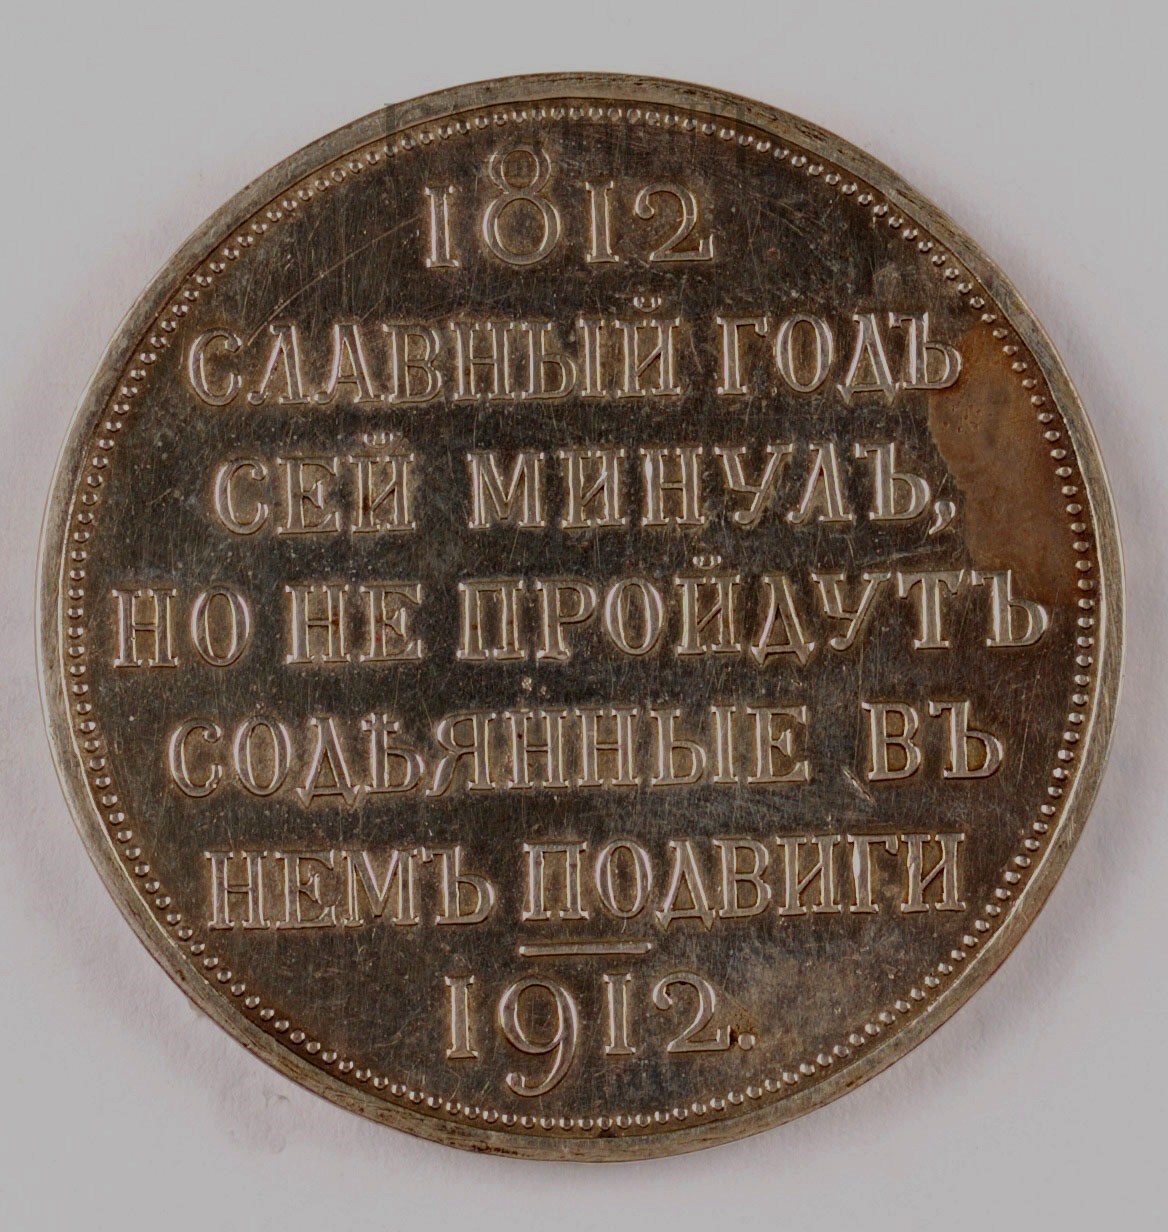 1812
СЛАВНЫЙ ГОДЪ
СЕЙ МИНУЛЪ,
НО НЕ ПРОЙДУТЪ
СОДѢЯННЫЕ ВЪ
НЕМЪ ПОДВИГИ
1912.